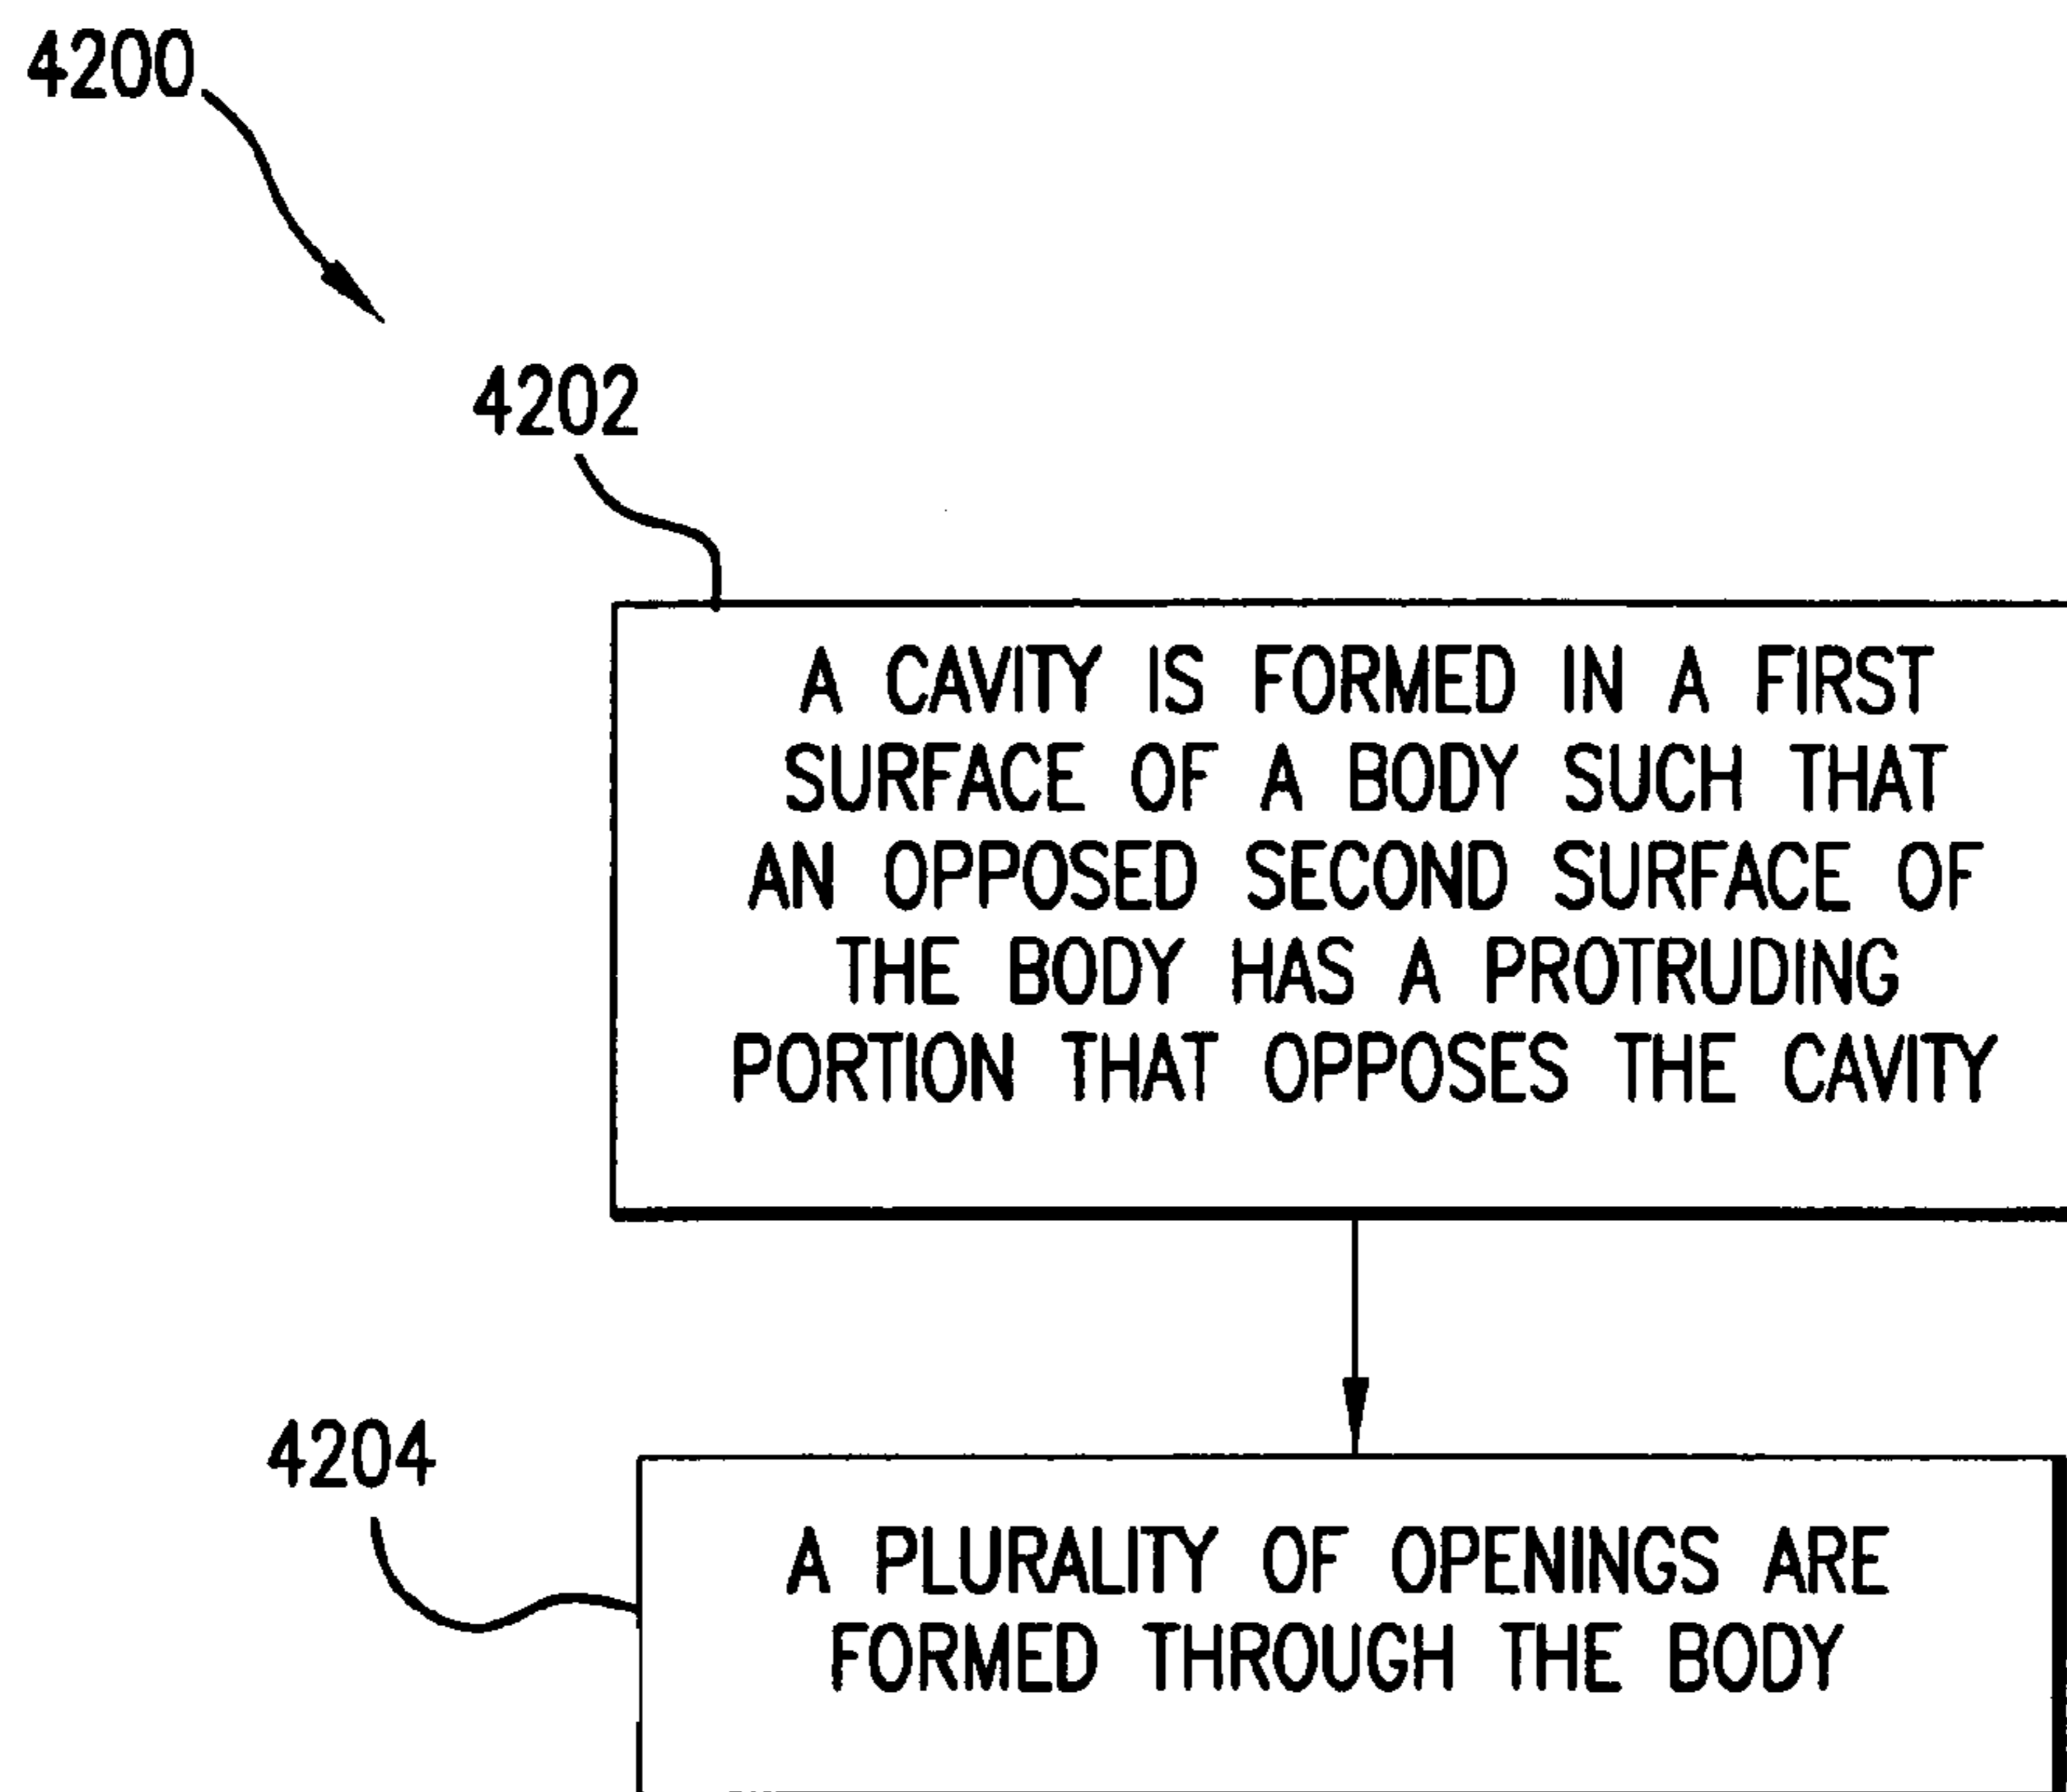 4200
4202
A CAVITY IS FORMED IN A FIRST
SURFACE OF A BODY SUCH THAT
AN OPPOSED SECOND SURFACE OF
THE BODY HAS A PROTRUDING
PORTION THAT OPPOSES THE CAVITY
4204
A PLURALITY OF OPENINGS ARE
FORMED THROUGH THE BODY